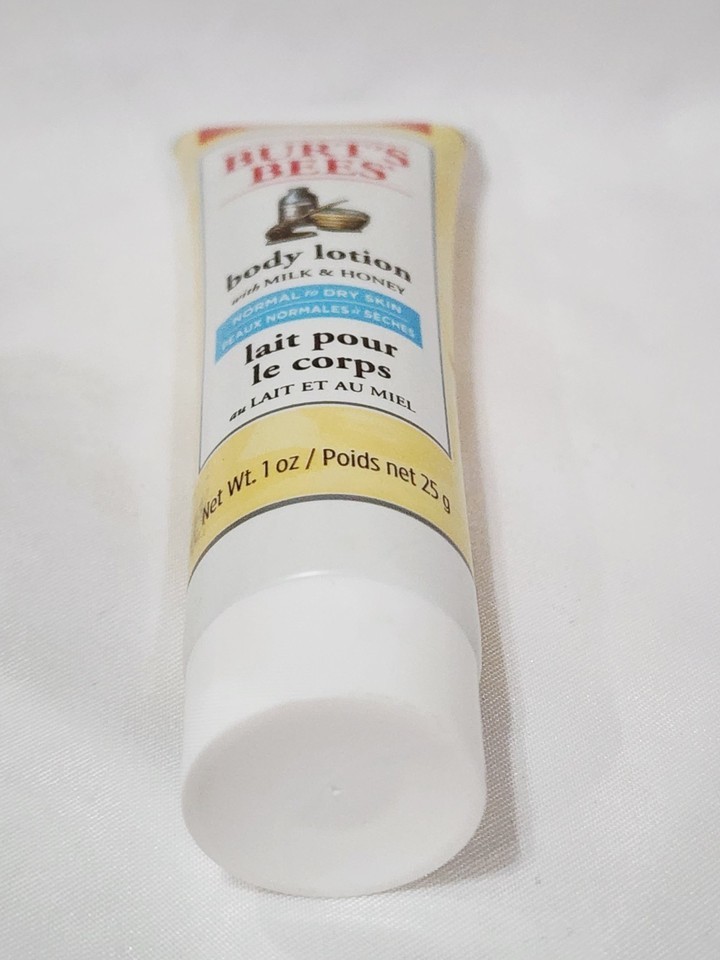 BURT'S
BEES
body lotion
with MILK & HONEY
NORMAL to DRY SKIN
PEAUX NORMALES à SÈCHES
lait pour
le corps
au LAIT ET AU MIEL
Net Wt. 1 oz / Poids net 25 g